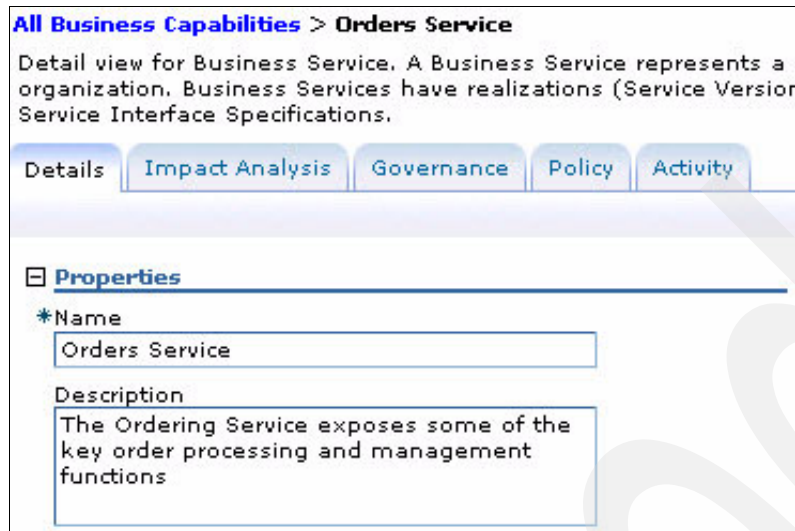 All Business Capabilities > Orders Service
Detail view for Business Service. A Business Service represents a
organization. Business Services have realizations (Service Version
Service Interface Specifications.
Details Impact Analysis Governance Policy Activity
Properties
*Name
Orders Service
Description
The Ordering Service exposes some of the
key order processing and management
functions